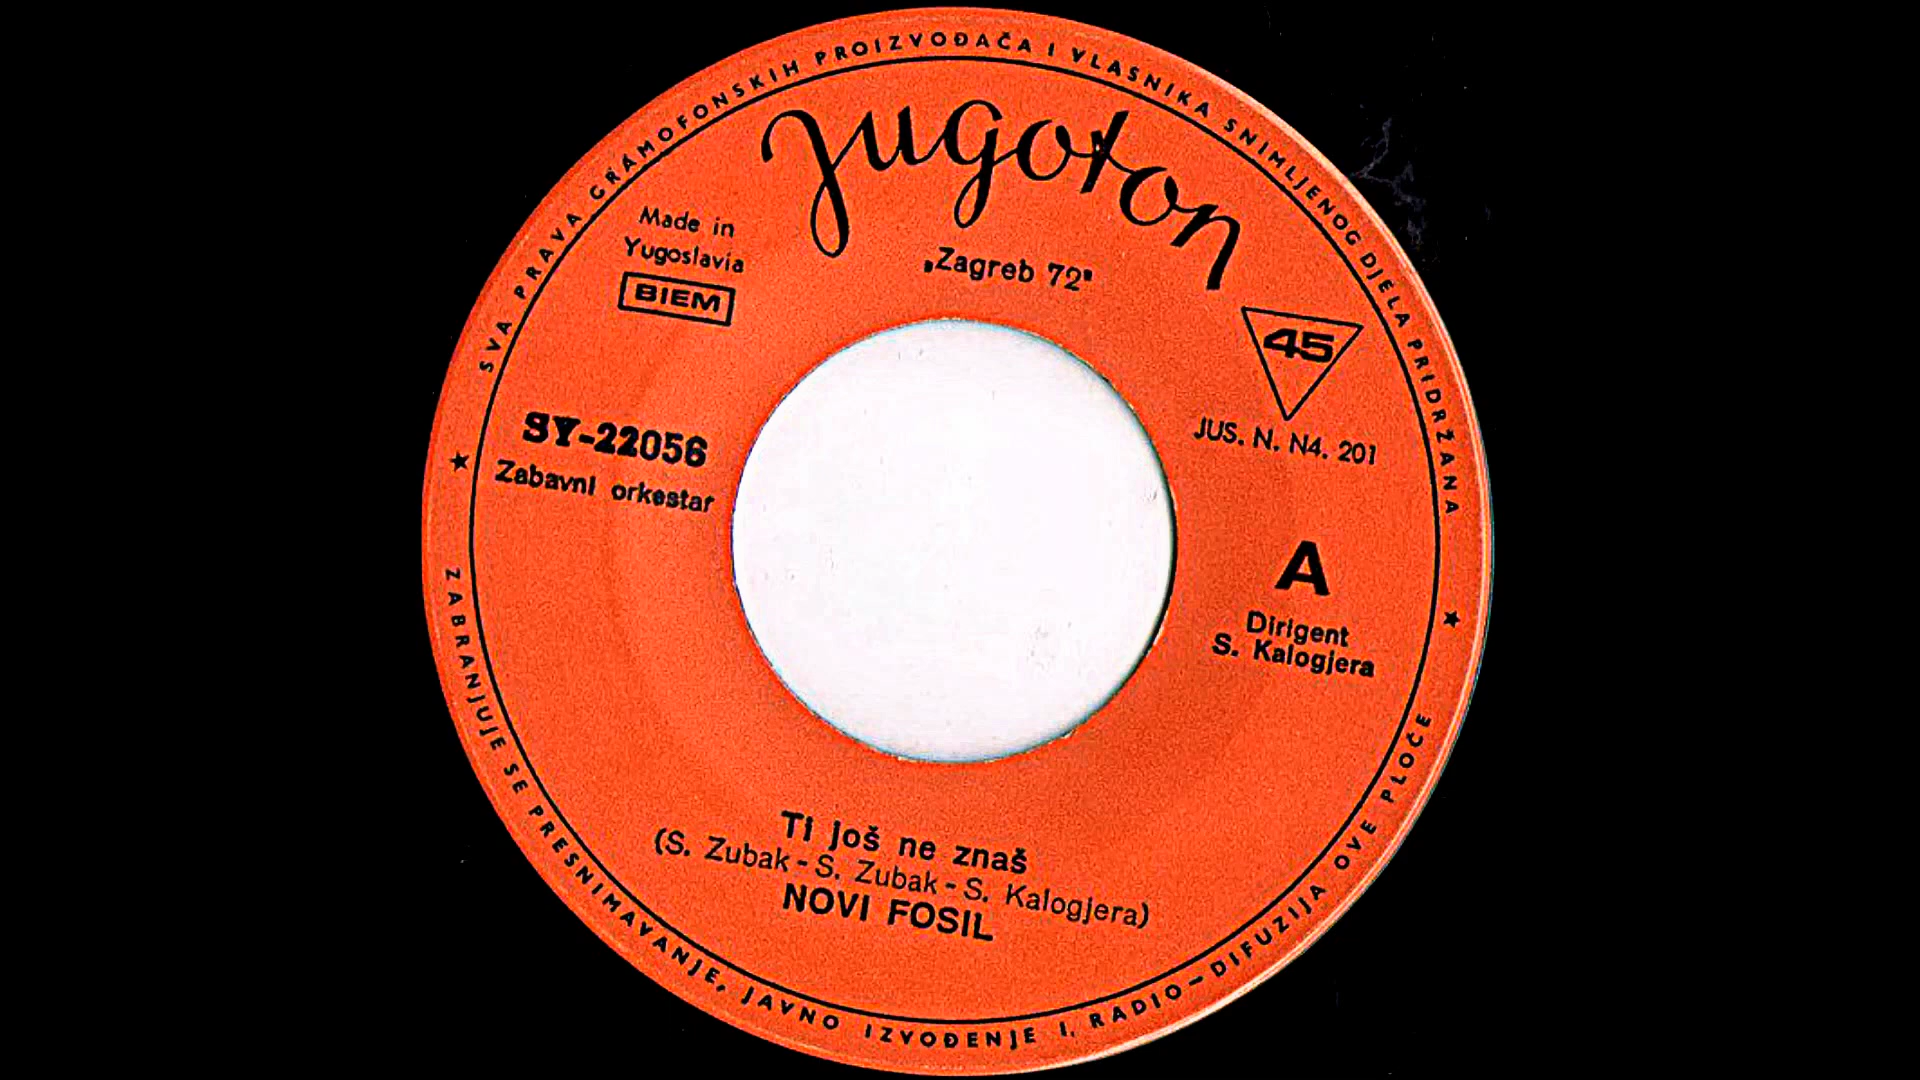 SVA PRAVA GRAMOFONSKIH PROIZVOĐAČA I VLASNIKA SNIMLJENOG DJELA PRIDRŽANA
Jugoton
Made in
Yugoslavia
BIEM
„Zagreb 72"
45
JUS. N. N4. 201
SY-22056
Zabavni orkestar
A
Dirigent
S. Kalogjera
Ti još ne znaš
(S. Zubak - S. Zubak - S. Kalogjera)
NOVI FOSIL
ZABRANJUJE SE PRESNIMAVANJE, JAVNO IZVOĐENJE I, RADIO-DIFUZIJA OVE PLOČE